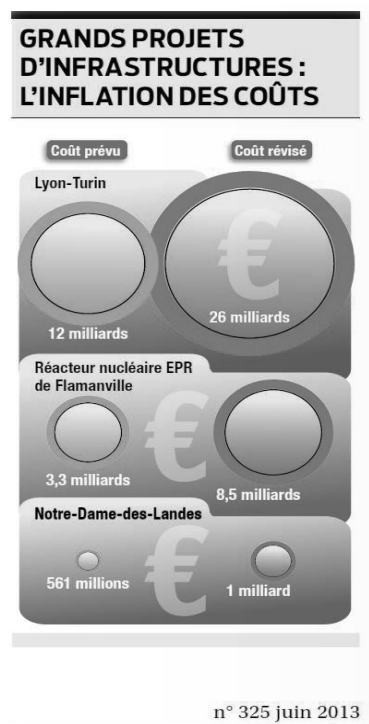 GRANDS PROJETS
D'INFRASTRUCTURES :
L'INFLATION DES COÛTS
Coût prévu
Coût révisé
Lyon-Turin
€
12 milliards
26 milliards
Réacteur nucléaire EPR
de Flamanville
€
3,3 milliards
8,5 milliards
Notre-Dame-des-Landes
€
561 millions
1 milliard
n° 325 juin 2013